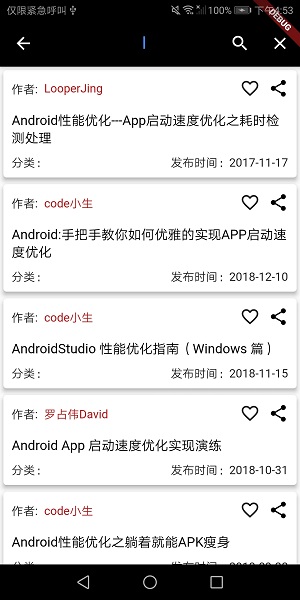 仅限紧急呼叫
100%
下午4:53
DEBUG
作者: LooperJing
Android性能优化---App启动速度优化之耗时检
测处理
分类： 发布时间：2017-11-17
作者: code小生
Android:手把手教你如何优雅的实现APP启动速
度优化
分类： 发布时间：2018-12-10
作者: code小生
AndroidStudio 性能优化指南（Windows 篇）
分类： 发布时间：2018-11-15
作者: 罗占伟David
Android App 启动速度优化实现演练
分类： 发布时间：2018-10-31
作者: code小生
Android性能优化之躺着就能APK瘦身